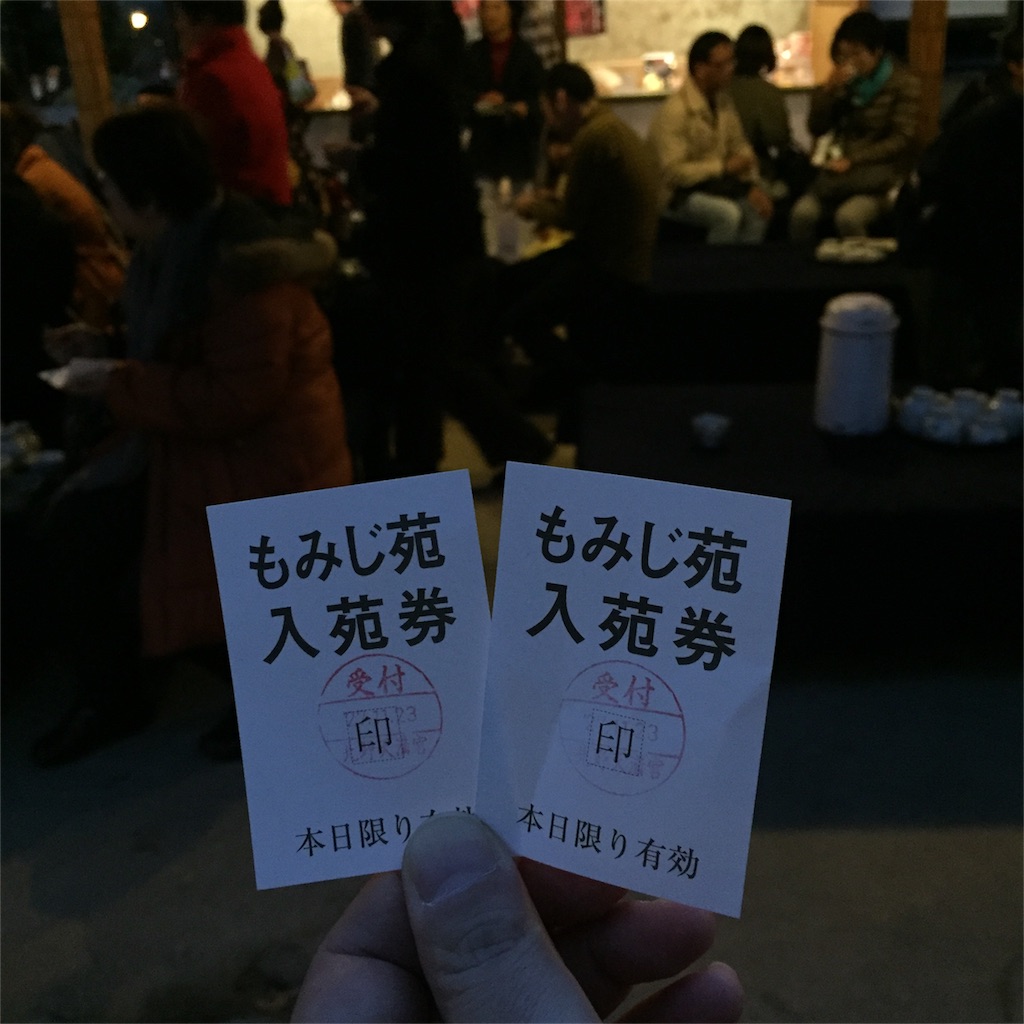 もみじ苑
入苑券
受付
印
本日限り有効
もみじ苑
入苑券
受付
印
本日限り有効